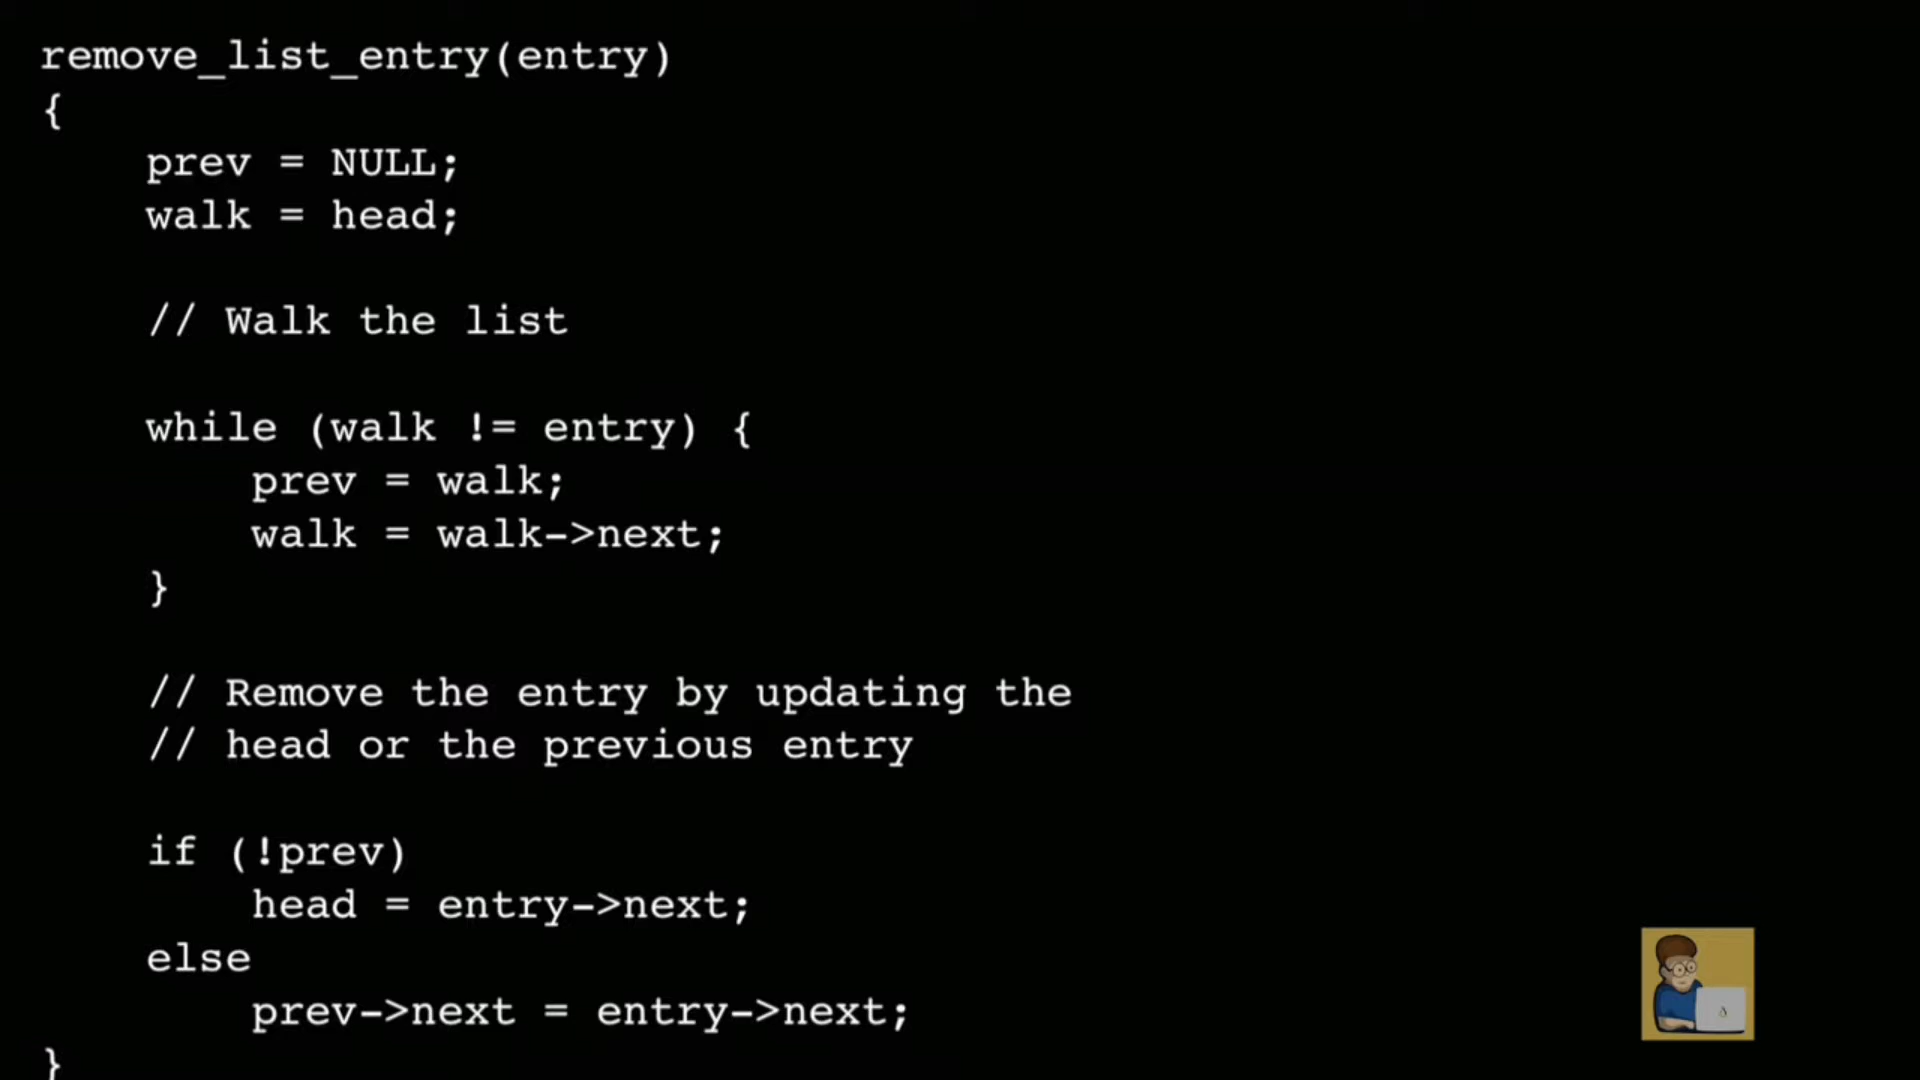 remove_list_entry(entry)
{
prev = NULL;
walk = head;
// Walk the list
while (walk != entry) {
prev = walk;
walk = walk->next;
}
// Remove the entry by updating the
// head or the previous entry
if (!prev)
head = entry->next;
else
prev->next = entry->next;
}